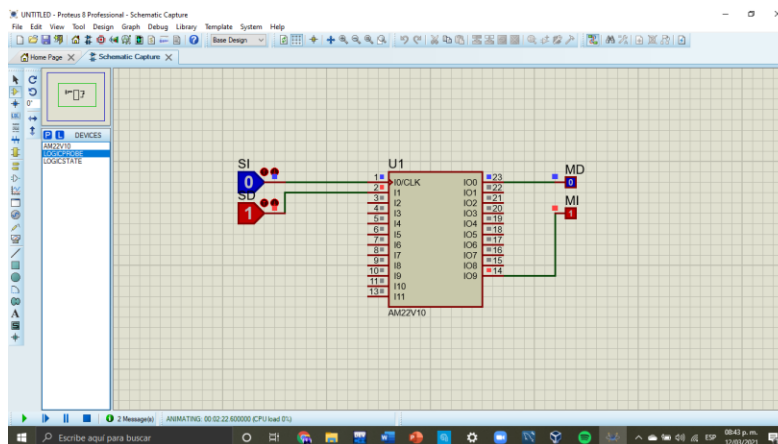 UNTITLED - Proteus 8 Professional - Schematic Capture
File Edit View Tool Design Graph Debug Library Template System Help
Base Design
Home Page
Schematic Capture
0°
P L DEVICES
AM22V10
LOGICPROBE
LOGICSTATE
SI
0
SD
1
U1
1 I0/CLK IO0 23
2 I1 IO1 22
3 I2 IO2 21
4 I3 IO3 20
5 I4 IO4 19
6 I5 IO5 18
7 I6 IO6 17
8 I7 IO7 16
9 I8 IO8 15
10 I9 IO9 14
11 I10
13 I11
AM22V10
MD
0
MI
1
2 Message(s) ANIMATING: 00:02:22.600000 (CPU load 0%)
Escribe aquí para buscar
ESP
08:43 p. m.
12/03/2021